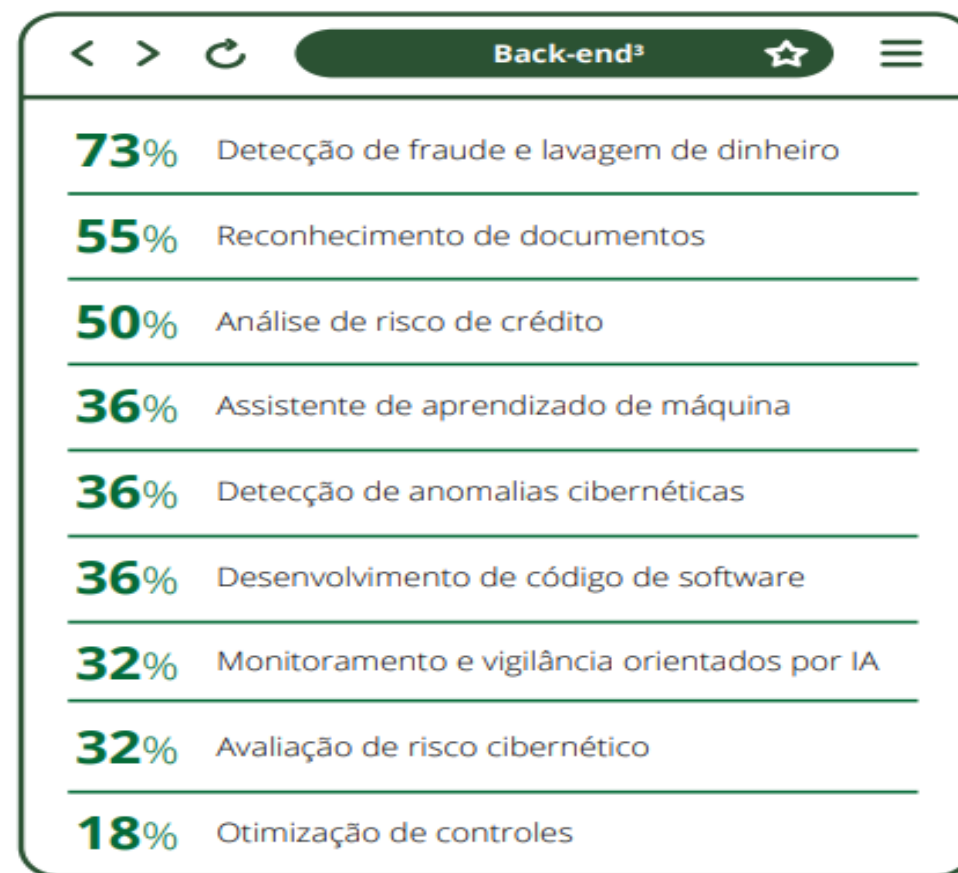 Back-end³
73% Detecção de fraude e lavagem de dinheiro
55% Reconhecimento de documentos
50% Análise de risco de crédito
36% Assistente de aprendizado de máquina
36% Detecção de anomalias cibernéticas
36% Desenvolvimento de código de software
32% Monitoramento e vigilância orientados por IA
32% Avaliação de risco cibernético
18% Otimização de controles